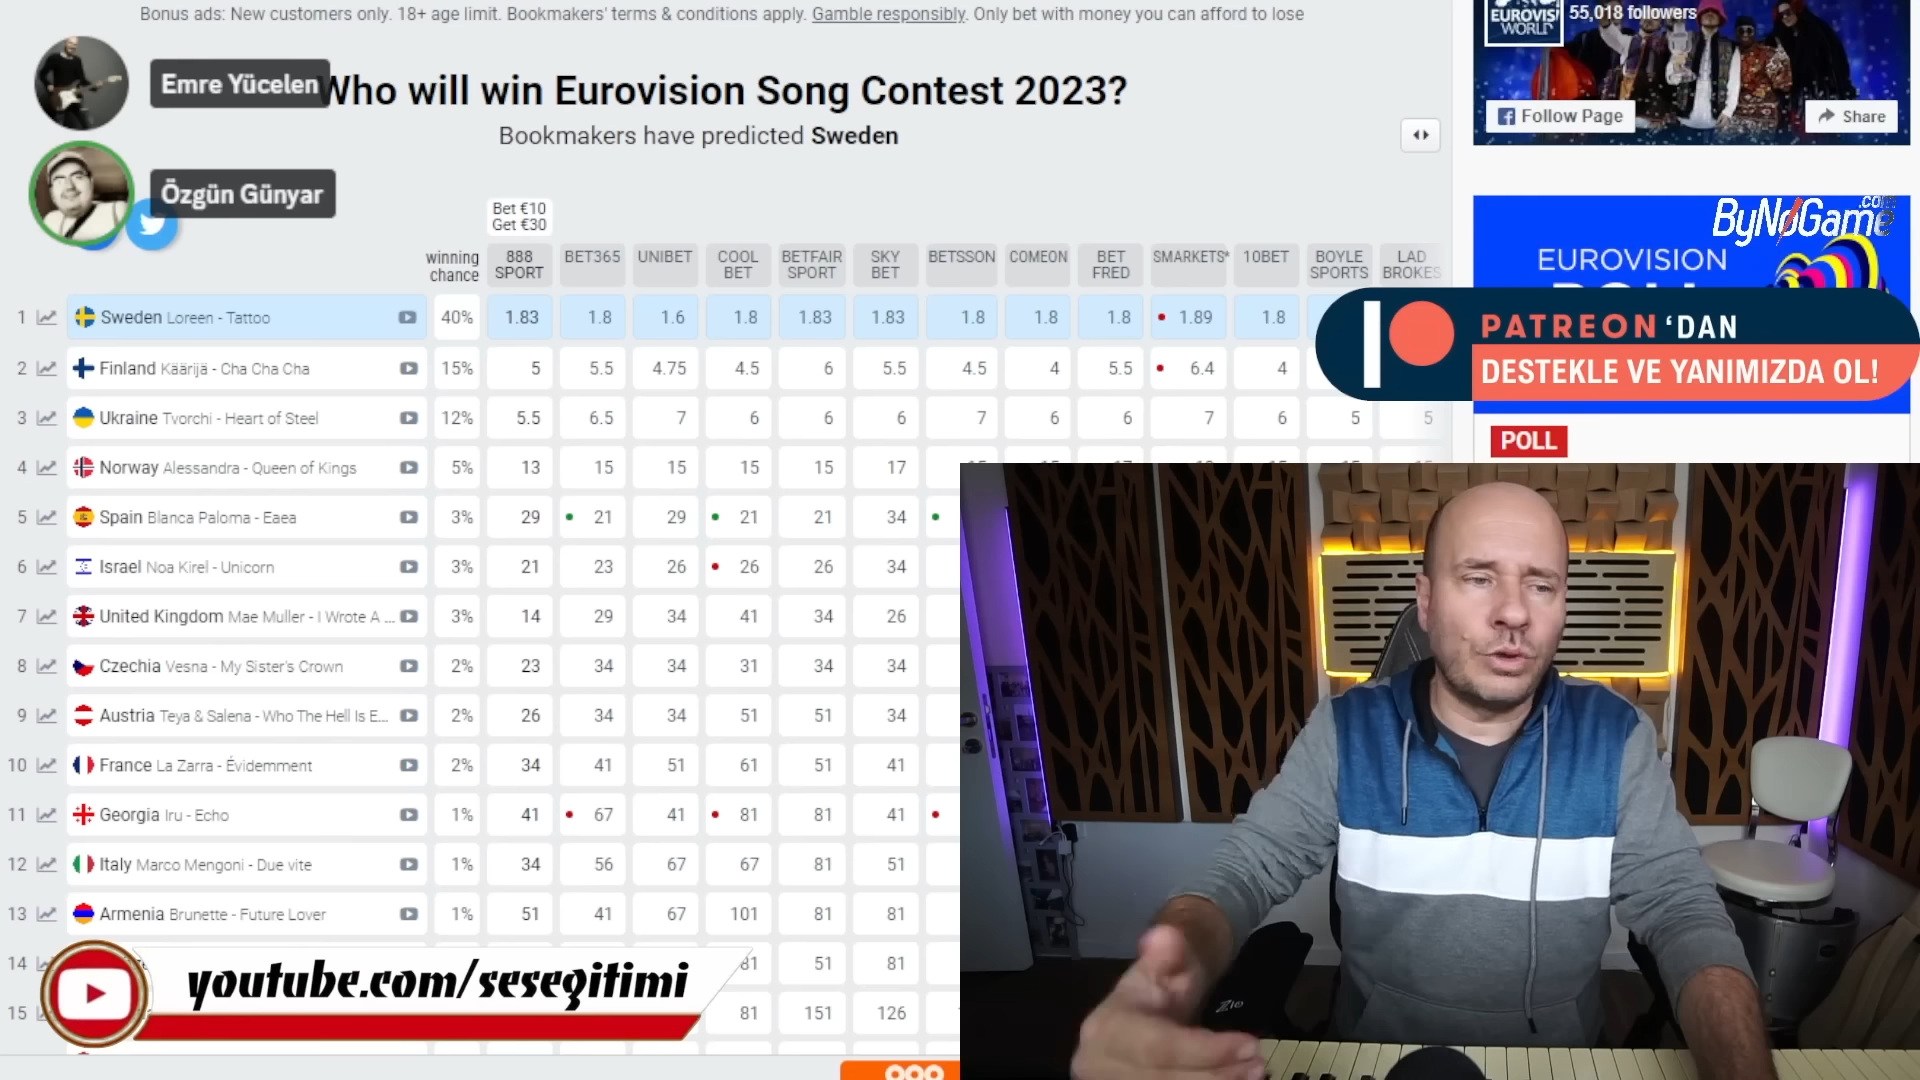 Bonus ads: New customers only. 18+ age limit. Bookmakers' terms & conditions apply. Gamble responsibly. Only bet with money you can afford to lose
EUROVISION WORLD
55,018 followers
Follow Page
Share
Emre Yücelen
Who will win Eurovision Song Contest 2023?
Bookmakers have predicted Sweden
Özgün Günyar
Bet €10
Get €30
winning chance 888 SPORT BET365 UNIBET COOL BET BETFAIR SPORT SKY BET BETSSON COMEON BET FRED SMARKETS* 10BET BOYLE SPORTS LAD BROKES
1 Sweden Loreen - Tattoo 40% 1.83 1.8 1.6 1.8 1.83 1.83 1.8 1.8 1.8 1.89 1.8
2 Finland Käärijä - Cha Cha Cha 15% 5 5.5 4.75 4.5 6 5.5 4.5 4 5.5 6.4 4
3 Ukraine Tvorchi - Heart of Steel 12% 5.5 6.5 7 6 6 6 7 6 6 7 6 5 5
4 Norway Alessandra - Queen of Kings 5% 13 15 15 15 15 17
5 Spain Blanca Paloma - Eaea 3% 29 21 29 21 21 34
6 Israel Noa Kirel - Unicorn 3% 21 23 26 26 26 34
7 United Kingdom Mae Muller - I Wrote A ... 3% 14 29 34 41 34 26
8 Czechia Vesna - My Sister's Crown 2% 23 34 34 31 34 34
9 Austria Teya & Salena - Who The Hell Is E... 2% 26 34 34 51 51 34
10 France La Zarra - Évidemment 2% 34 41 51 61 51 41
11 Georgia Iru - Echo 1% 41 67 41 81 81 41
12 Italy Marco Mengoni - Due vite 1% 34 56 67 67 81 51
13 Armenia Brunette - Future Lover 1% 51 41 67 101 81 81
14 81 51 81
15 81 151 126
youtube.com/sesegitimi
ByNoGame.com
EUROVISION
PATREON 'DAN
DESTEKLE VE YANIMIZDA OL!
POLL